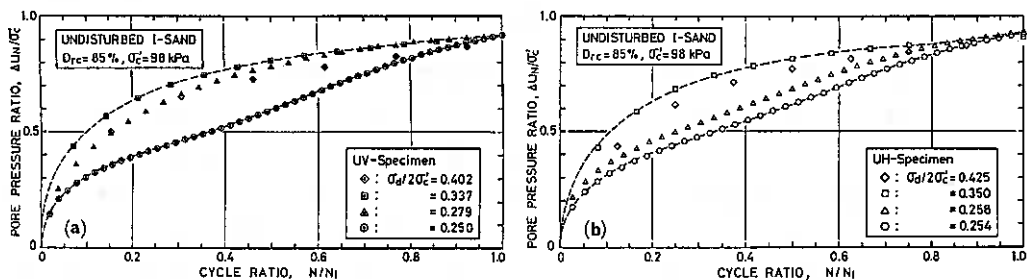 PORE PRESSURE RATIO, ΔuN/σc'
1.0
0.5
0
UNDISTURBED I-SAND
Drc=85%, σc'=98 kPa
UV-Specimen
: σd/2σc'=0.402
: 〃 =0.337
: 〃 =0.279
: 〃 =0.250
(a)
0 0.2 0.4 0.6 0.8 1.0
CYCLE RATIO, N/Nl
PORE PRESSURE RATIO, ΔuN/σc'
1.0
0.5
0
UNDISTURBED I-SAND
Drc=85%, σc'=98 kPa
UH-Specimen
: σd/2σc'=0.425
: 〃 =0.350
: 〃 =0.256
: 〃 =0.254
(b)
0 0.2 0.4 0.6 0.8 1.0
CYCLE RATIO, N/Nl